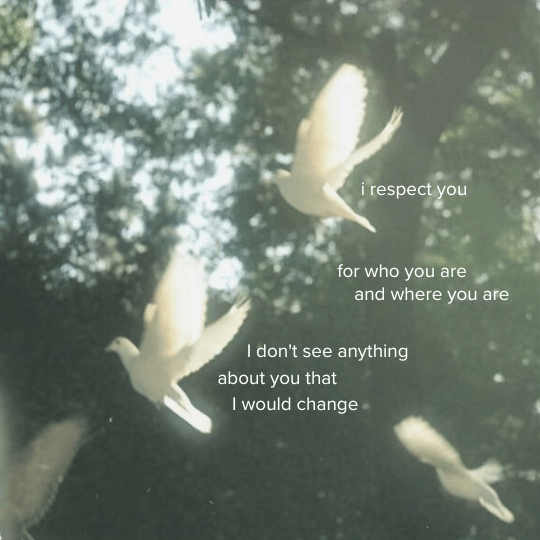 i respect you
for who you are
and where you are
I don't see anything
about you that
I would change